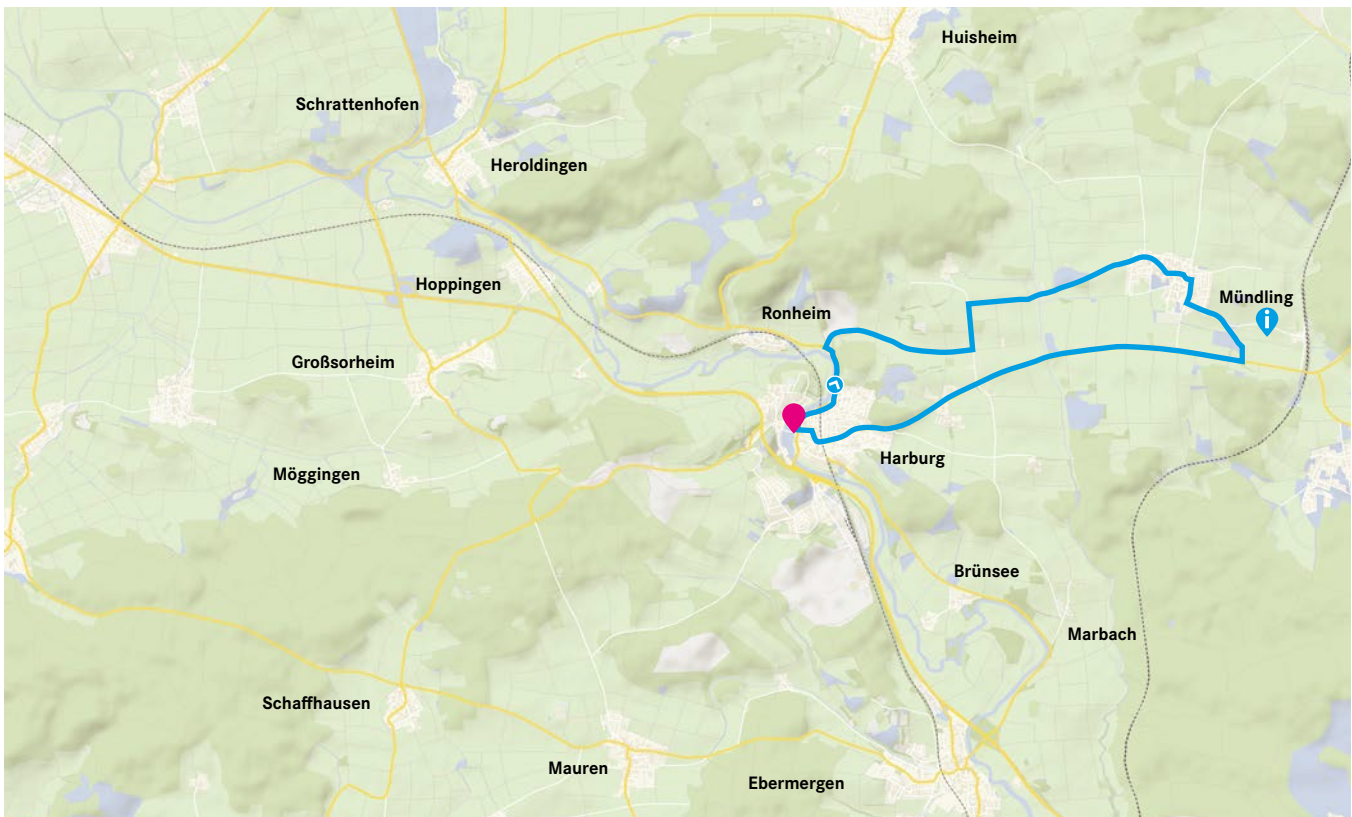 Huisheim
Schrattenhofen
Heroldingen
Hoppingen
Mündling
Ronheim
Großsorheim
Harburg
Möggingen
Brünsee
Marbach
Schaffhausen
Mauren
Ebermergen